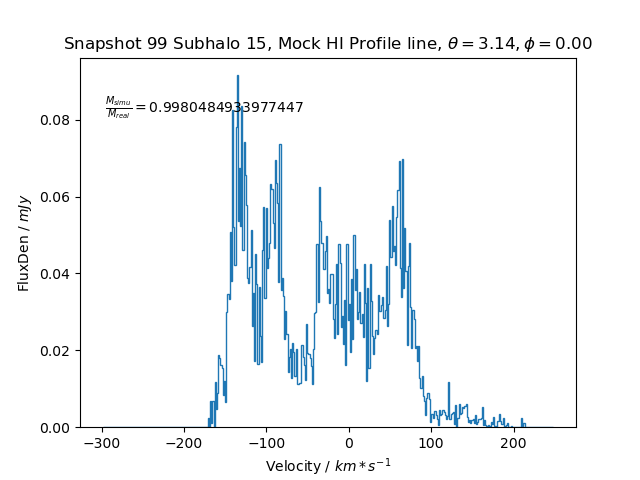 Snapshot 99 Subhalo 15, Mock HI Profile line, θ = 3.14, ϕ = 0.00
M_simu/M_real = 0.9980484933977447
FluxDen / mJy
0.08
0.06
0.04
0.02
0.00
−300 −200 −100 0 100 200
Velocity / km * s⁻¹